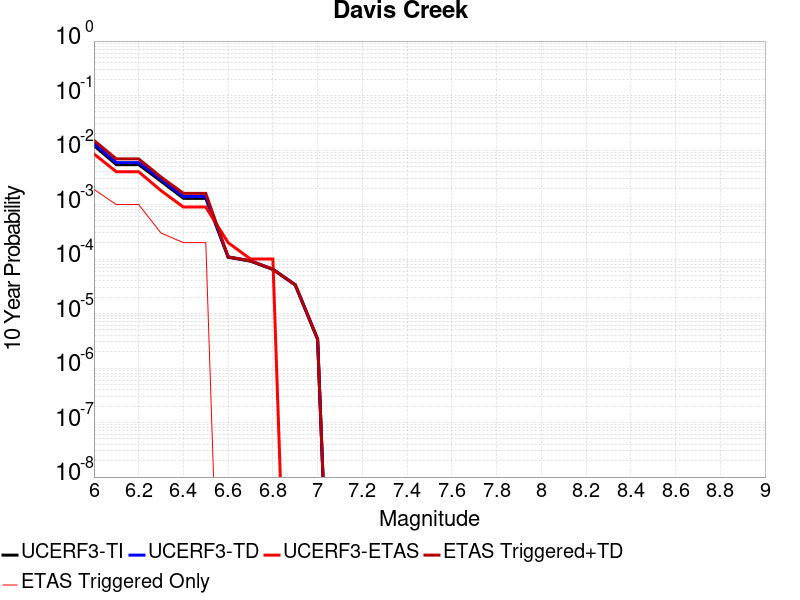 Davis Creek
10^0
10^-1
10^-2
10^-3
10^-4
10^-5
10^-6
10^-7
10^-8
10 Year Probability
6 6.2 6.4 6.6 6.8 7 7.2 7.4 7.6 7.8 8 8.2 8.4 8.6 8.8 9
Magnitude
UCERF3-TI UCERF3-TD UCERF3-ETAS ETAS Triggered+TD
ETAS Triggered Only